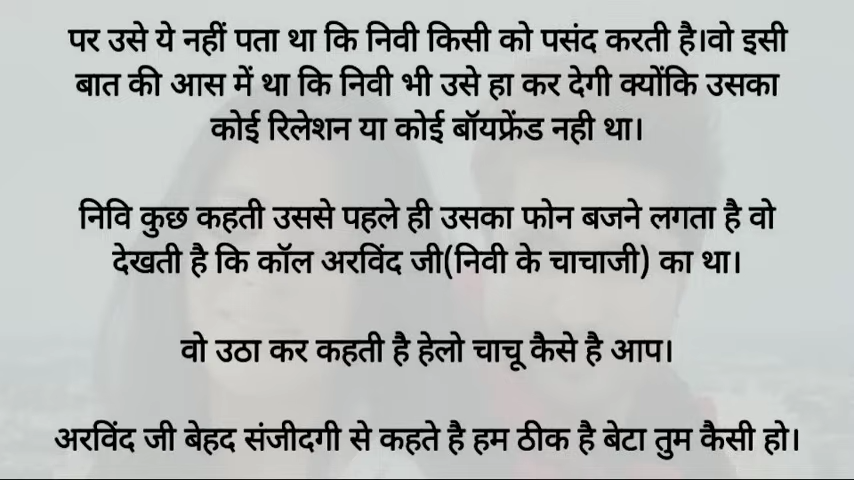 पर उसे ये नहीं पता था कि निवी किसी को पसंद करती है।वो इसी
बात की आस में था कि निवी भी उसे हा कर देगी क्योंकि उसका
कोई रिलेशन या कोई बॉयफ्रेंड नही था।
निवि कुछ कहती उससे पहले ही उसका फोन बजने लगता है वो
देखती है कि कॉल अरविंद जी(निवी के चाचाजी) का था।
वो उठा कर कहती है हेलो चाचू कैसे है आप।
अरविंद जी बेहद संजीदगी से कहते है हम ठीक है बेटा तुम कैसी हो।